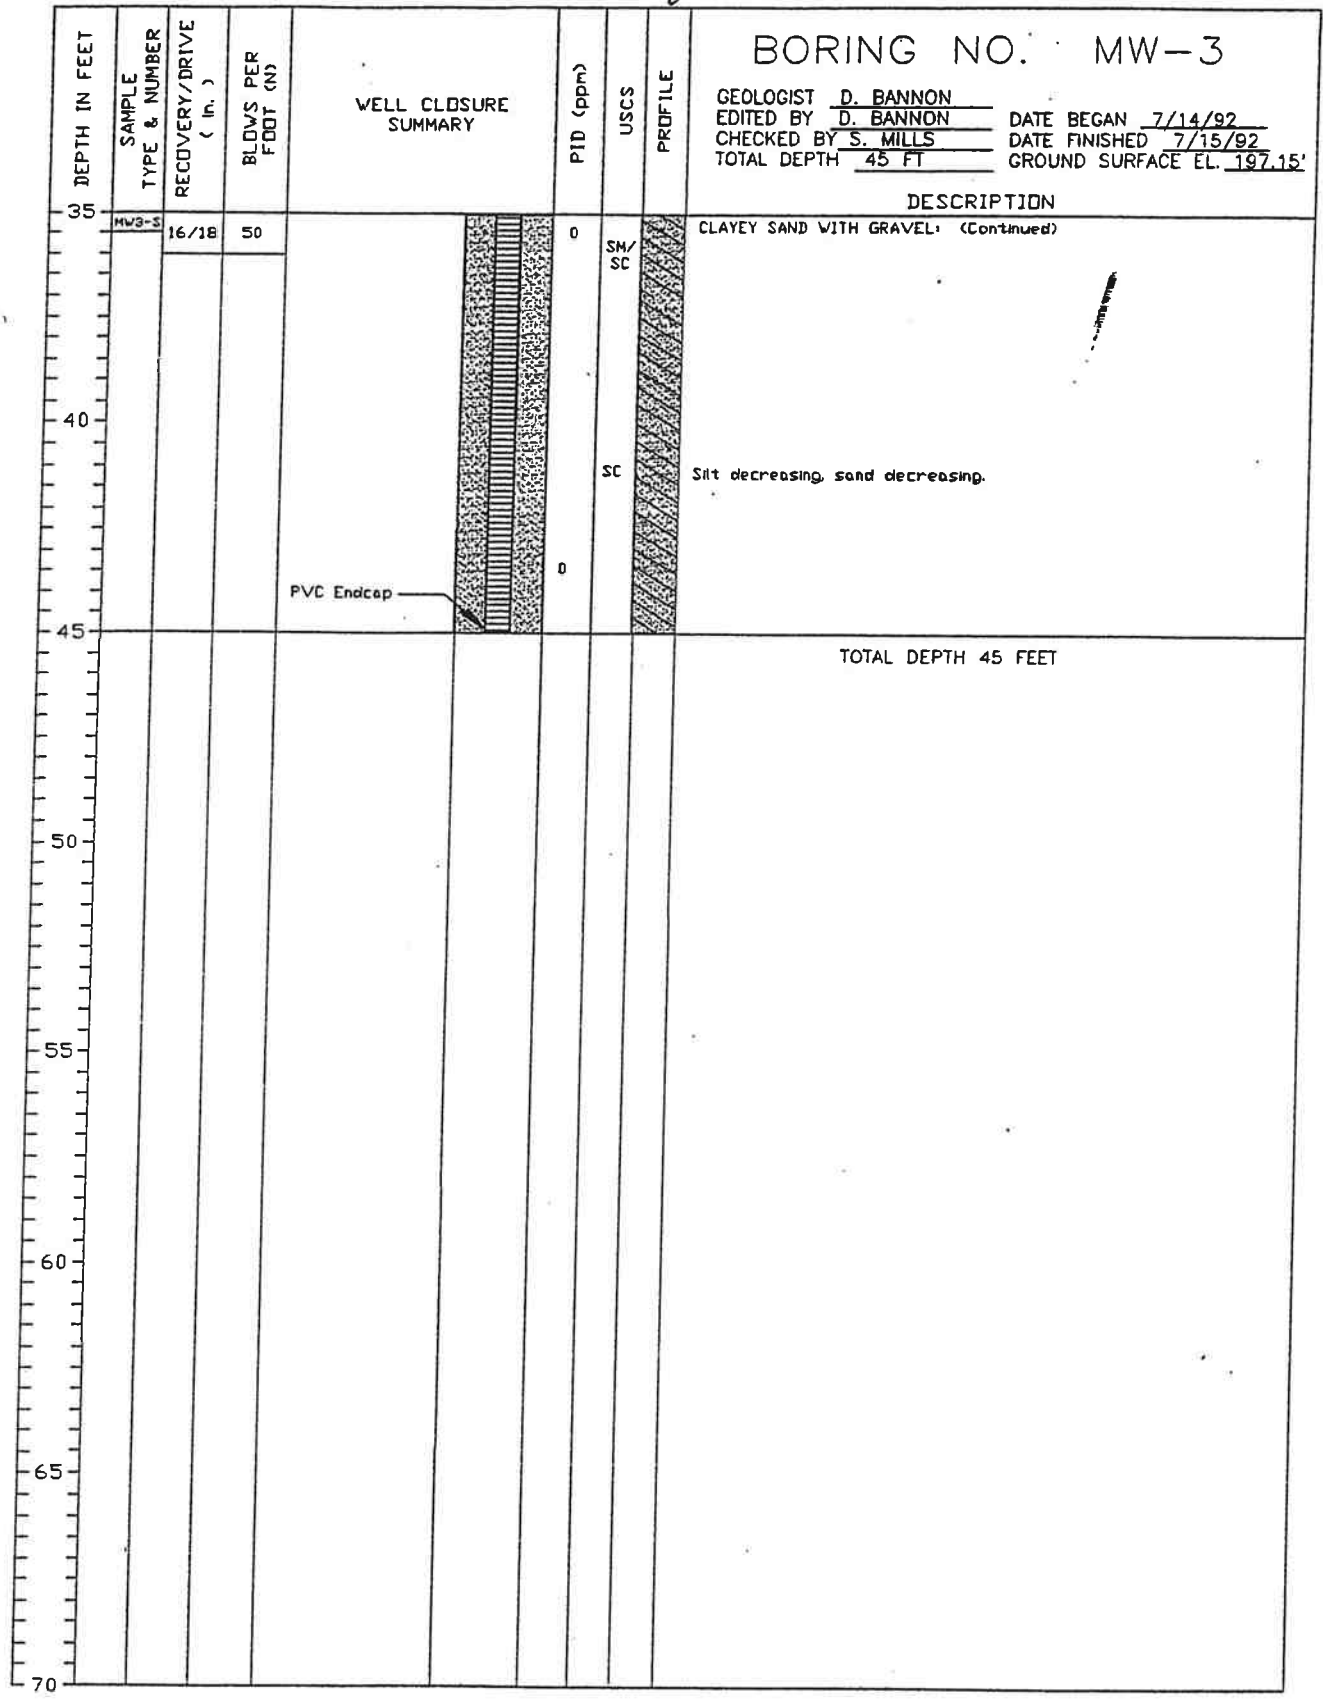 BORING NO. MW-3
GEOLOGIST D. BANNON
EDITED BY D. BANNON
CHECKED BY S. MILLS
TOTAL DEPTH 45 FT
DATE BEGAN 7/14/92
DATE FINISHED 7/15/92
GROUND SURFACE EL. 197.15'
DEPTH IN FEET
SAMPLE
TYPE & NUMBER
RECOVERY/DRIVE
( In. )
BLOWS PER
FOOT (N)
WELL CLOSURE
SUMMARY
PID (ppm)
USCS
PROFILE
DESCRIPTION
35
MW3-5 16/18 50 0
SM/
SC
CLAYEY SAND WITH GRAVEL: (Continued)
40
SC Silt decreasing, sand decreasing.
0
PVC Endcap
45
TOTAL DEPTH 45 FEET
50
55
60
65
70